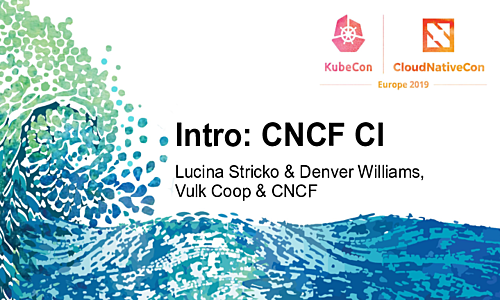 KubeCon
CloudNativeCon
Europe 2019
Intro: CNCF CI
Lucina Stricko & Denver Williams,
Vulk Coop & CNCF